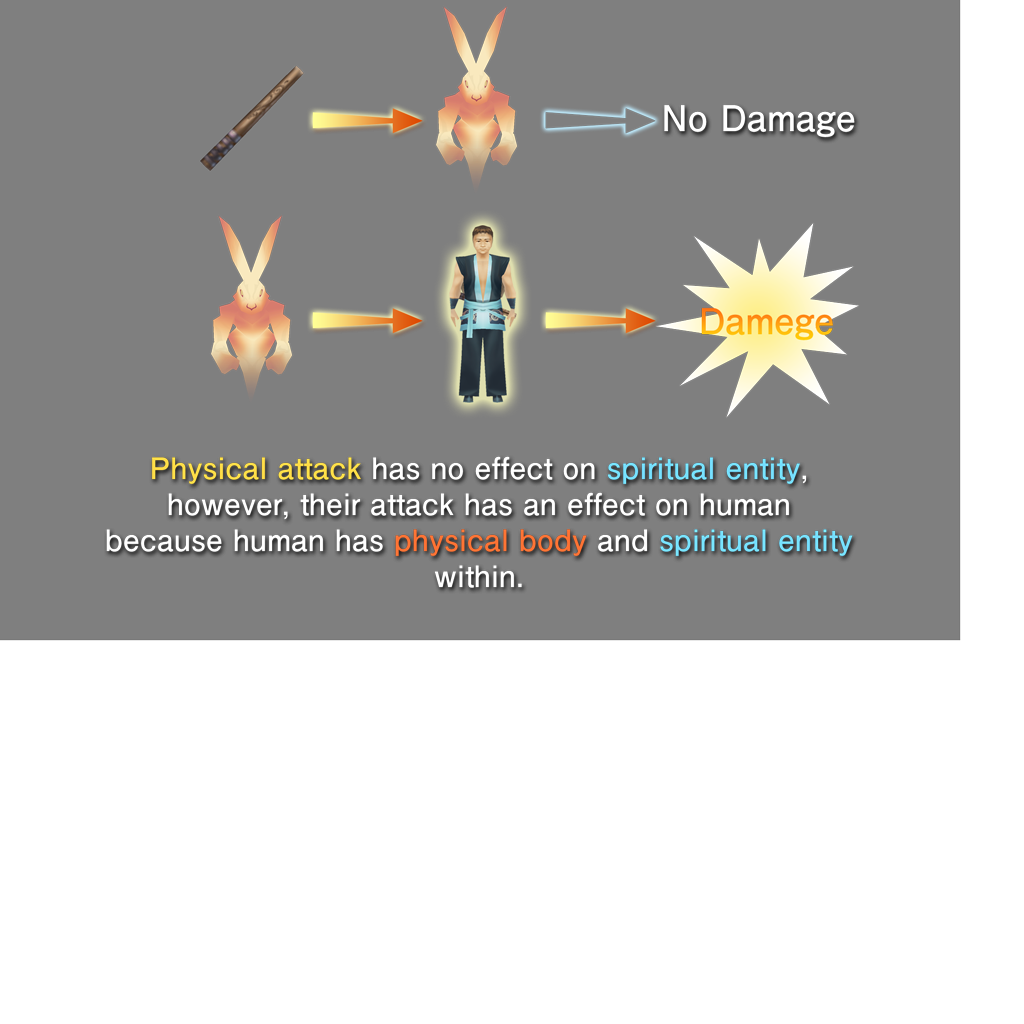 No Damage
Damege
Physical attack has no effect on spiritual entity,
however, their attack has an effect on human
because human has physical body and spiritual entity
within.